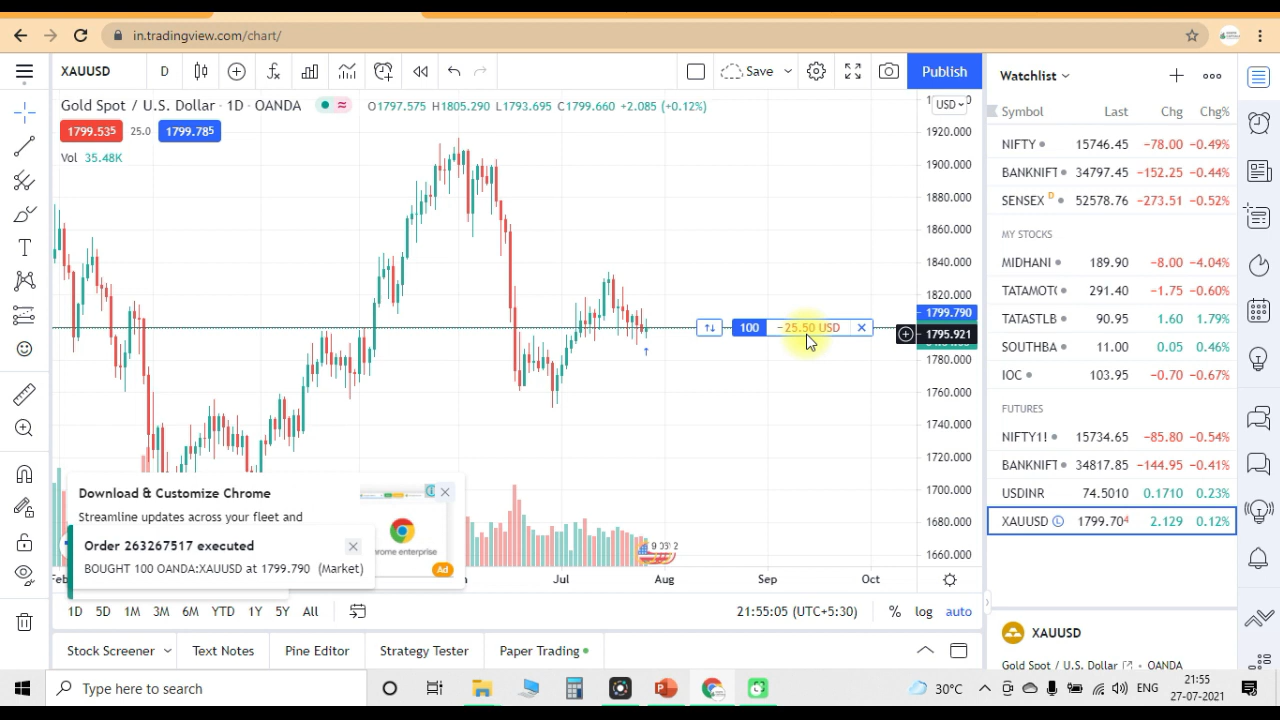 in.tradingview.com/chart/
XAUUSD D Save Publish
Gold Spot / U.S. Dollar · 1D · OANDA O1797.575 H1805.290 L1793.695 C1799.660 +2.085 (+0.12%)
1799.535 25.0 1799.785
Vol 35.48K
USD
1920.000
1900.000
1880.000
1860.000
1840.000
1820.000
1799.790
1795.921
1780.000
1760.000
1740.000
1720.000
1700.000
1680.000
1660.000
100 −25.50 USD
Download & Customize Chrome
Streamline updates across your fleet and
chrome enterprise
Ad
Order 263267517 executed
BOUGHT 100 OANDA:XAUUSD at 1799.790 (Market)
Jul Aug Sep Oct
1D 5D 1M 3M 6M YTD 1Y 5Y All
21:55:05 (UTC+5:30) % log auto
Stock Screener Text Notes Pine Editor Strategy Tester Paper Trading
Watchlist
Symbol Last Chg Chg%
NIFTY 15746.45 −78.00 −0.49%
BANKNIFT 34797.45 −152.25 −0.44%
SENSEX D 52578.76 −273.51 −0.52%
MY STOCKS
MIDHANI 189.90 −8.00 −4.04%
TATAMOT 291.40 −1.75 −0.60%
TATASTLB 90.95 1.60 1.79%
SOUTHBA 11.00 0.05 0.46%
IOC 103.95 −0.70 −0.67%
FUTURES
NIFTY1! 15734.65 −85.80 −0.54%
BANKNIFT 34817.85 −144.95 −0.41%
USDINR 74.5010 0.1710 0.23%
XAUUSD L 1799.704 2.129 0.12%
XAUUSD
Gold Spot / U.S. Dollar OANDA
Type here to search
30°C ENG 21:55
27-07-2021